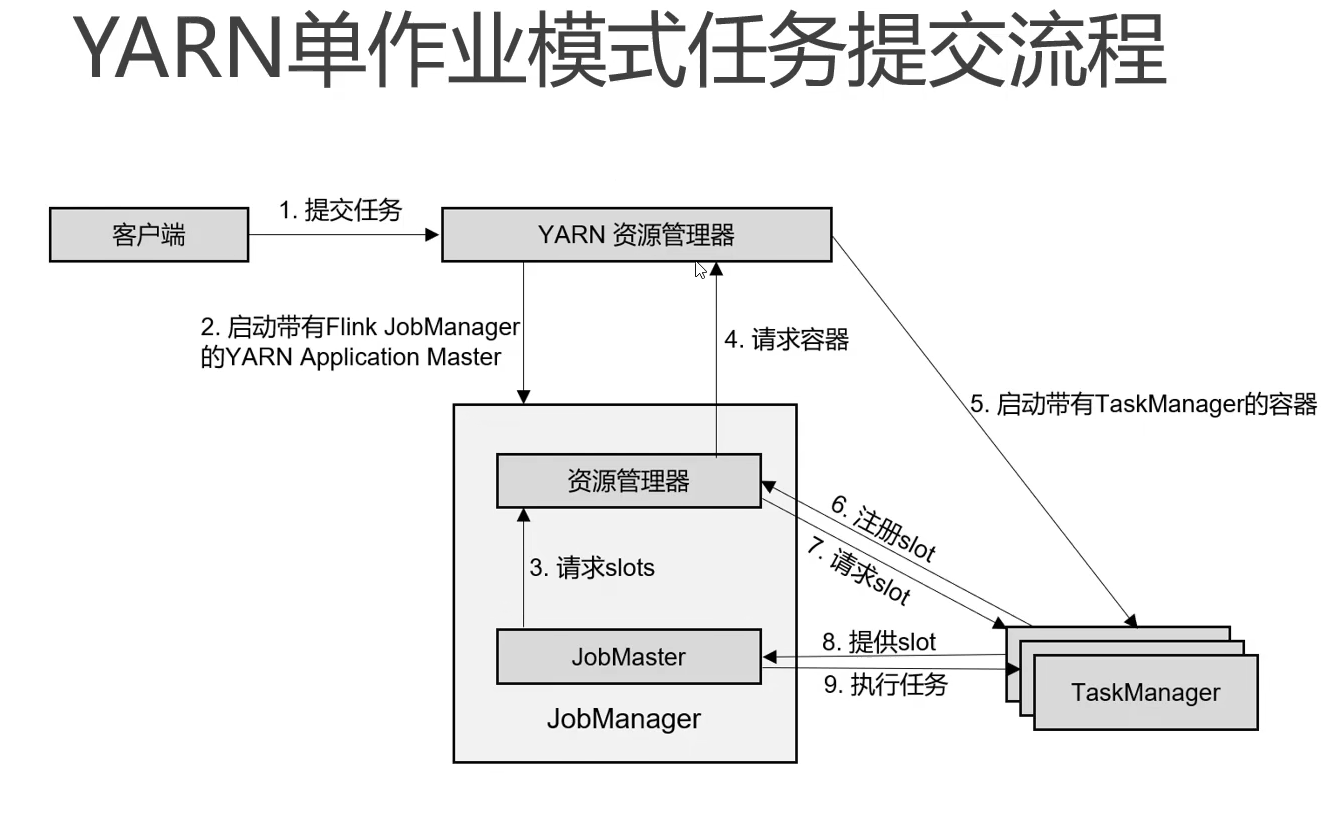 YARN单作业模式任务提交流程
1. 提交任务
客户端
YARN 资源管理器
2. 启动带有Flink JobManager
的YARN Application Master
4. 请求容器
5. 启动带有TaskManager的容器
资源管理器
6. 注册slot
7. 请求slot
3. 请求slots
8. 提供slot
JobMaster
9. 执行任务
TaskManager
JobManager